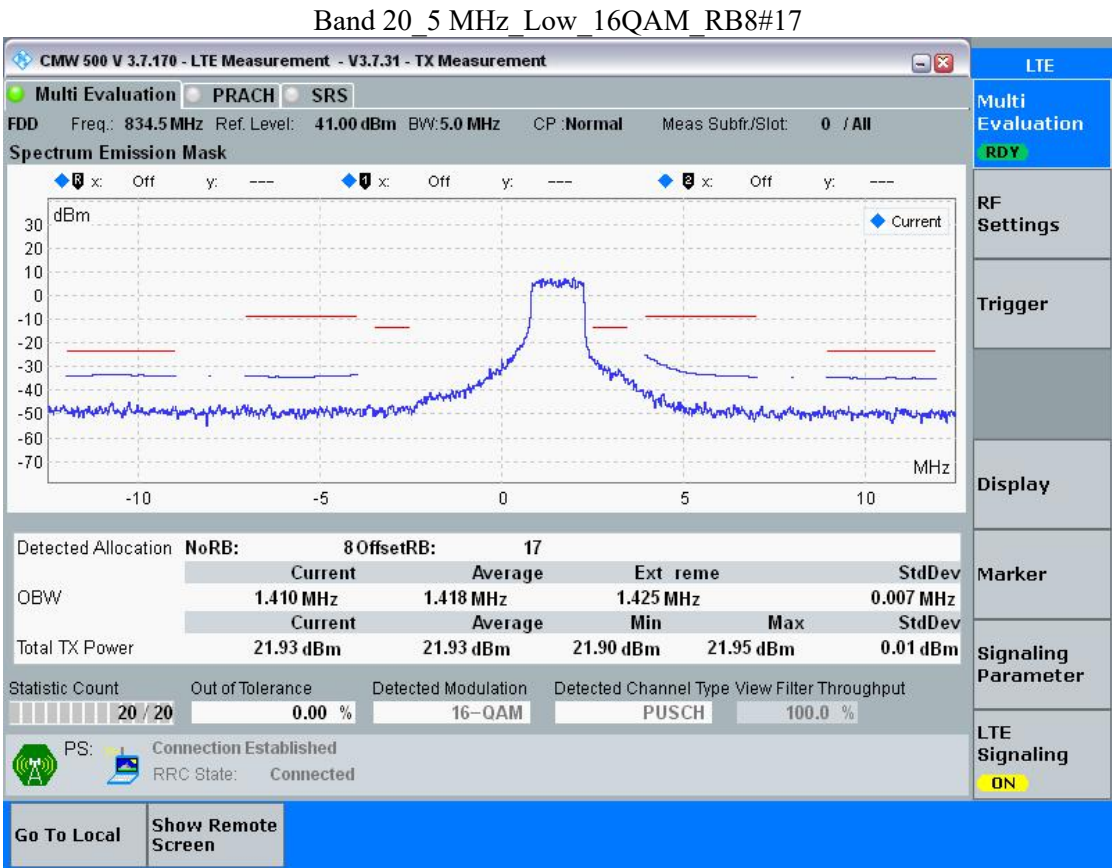 Band 20_5 MHz_Low_16QAM_RB8#17
CMW 500 V 3.7.170 - LTE Measurement - V3.7.31 - TX Measurement
LTE
Multi Evaluation PRACH SRS
FDD Freq.: 834.5 MHz Ref. Level: 41.00 dBm BW: 5.0 MHz CP : Normal Meas Subfr./Slot: 0 / All
Spectrum Emission Mask
R x: Off y: --- 1 x: Off y: --- 2 x: Off y: ---
dBm
Current
30
20
10
0
-10
-20
-30
-40
-50
-60
-70
MHz
-10 -5 0 5 10
Detected Allocation NoRB: 8 OffsetRB: 17
Current Average Ext reme StdDev
OBW 1.410 MHz 1.418 MHz 1.425 MHz 0.007 MHz
Current Average Min Max StdDev
Total TX Power 21.93 dBm 21.93 dBm 21.90 dBm 21.95 dBm 0.01 dBm
Statistic Count Out of Tolerance Detected Modulation Detected Channel Type View Filter Throughput
20 / 20 0.00 % 16-QAM PUSCH 100.0 %
PS: Connection Established
RRC State: Connected
Multi
Evaluation
RDY
RF
Settings
Trigger
Display
Marker
Signaling
Parameter
LTE
Signaling
ON
Go To Local
Show Remote
Screen